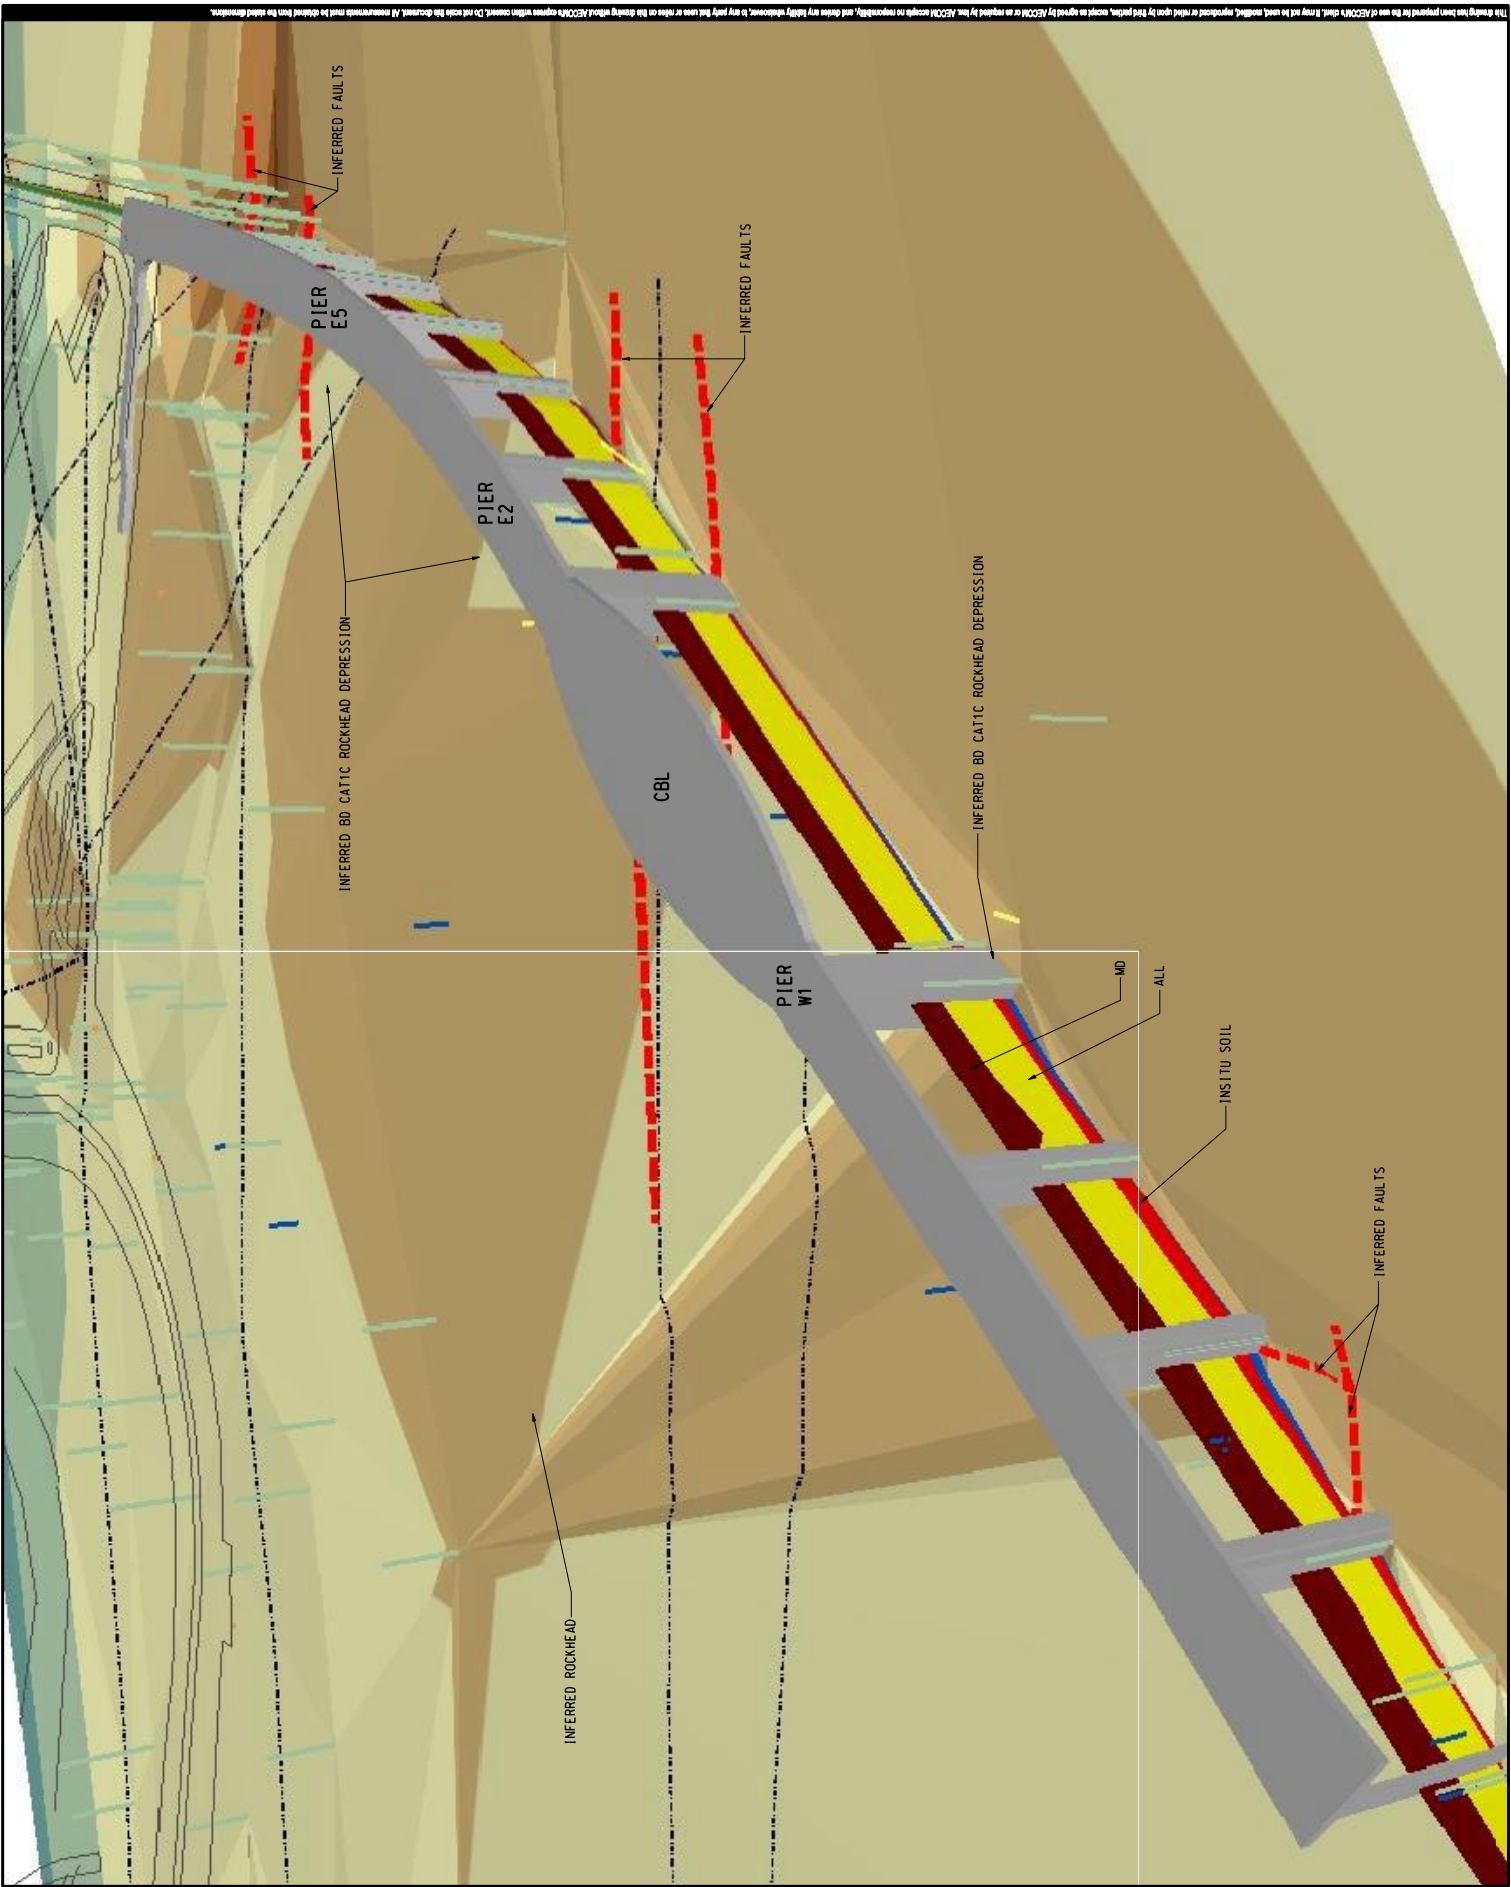 This drawing has been prepared for the use of AECOM's client. It may not be used, modified, reproduced or relied upon by third parties, except as agreed by AECOM or as required by law. AECOM accepts no responsibility, and denies any liability whatsoever, to any party that uses or relies on this drawing without AECOM's express written consent. Do not scale this document. All measurements must be obtained from the stated dimensions.
INFERRED FAULTS
PIER
E5
INFERRED FAULTS
PIER
E2
INFERRED BD CAT1C ROCKHEAD DEPRESSION
CBL
INFERRED BD CAT1C ROCKHEAD DEPRESSION
PIER
W1
MD
ALL
INSITU SOIL
INFERRED FAULTS
INFERRED ROCKHEAD